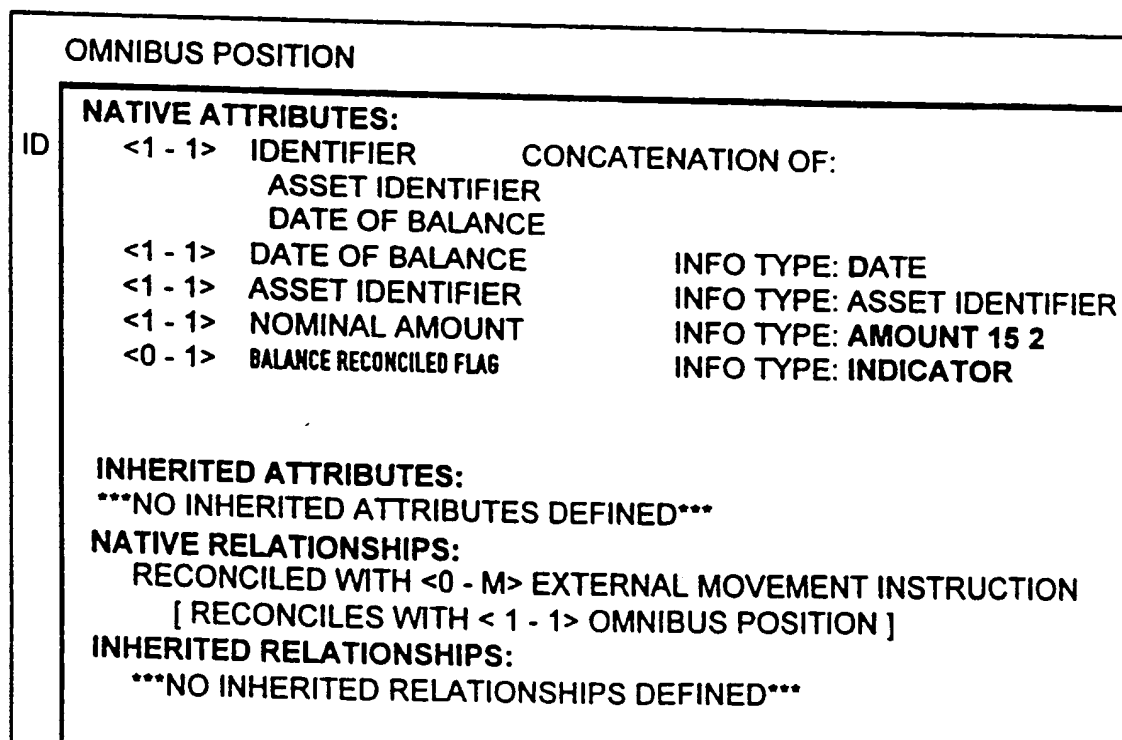 OMNIBUS POSITION
NATIVE ATTRIBUTES:
ID <1 - 1> IDENTIFIER CONCATENATION OF:
ASSET IDENTIFIER
DATE OF BALANCE
<1 - 1> DATE OF BALANCE INFO TYPE: DATE
<1 - 1> ASSET IDENTIFIER INFO TYPE: ASSET IDENTIFIER
<1 - 1> NOMINAL AMOUNT INFO TYPE: AMOUNT 15 2
<0 - 1> BALANCE RECONCILED FLAG INFO TYPE: INDICATOR
INHERITED ATTRIBUTES:
***NO INHERITED ATTRIBUTES DEFINED***
NATIVE RELATIONSHIPS:
RECONCILED WITH <0 - M> EXTERNAL MOVEMENT INSTRUCTION
[ RECONCILES WITH < 1 - 1> OMNIBUS POSITION ]
INHERITED RELATIONSHIPS:
***NO INHERITED RELATIONSHIPS DEFINED***